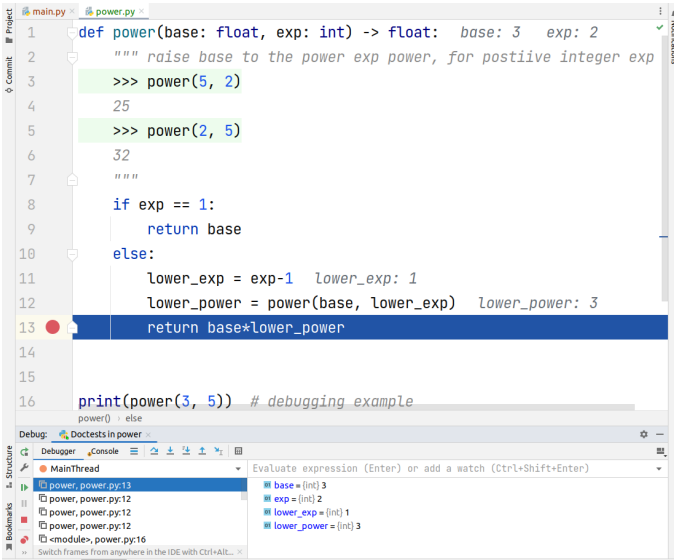 Project
Commit
Structure
Bookmarks
main.py
power.py
Notifications
1 def power(base: float, exp: int) -> float: base: 3 exp: 2
2 """ raise base to the power exp power, for postiive integer exp
3 >>> power(5, 2)
4 25
5 >>> power(2, 5)
6 32
7 """
8 if exp == 1:
9 return base
10 else:
11 lower_exp = exp-1 lower_exp: 1
12 lower_power = power(base, lower_exp) lower_power: 3
13 return base*lower_power
14
15
16 print(power(3, 5)) # debugging example
power() › else
Debug: Doctests in power
Debugger Console
MainThread
Evaluate expression (Enter) or add a watch (Ctrl+Shift+Enter)
power, power.py:13
power, power.py:12
power, power.py:12
power, power.py:12
<module>, power.py:16
Switch frames from anywhere in the IDE with Ctrl+Alt...
base = {int} 3
exp = {int} 2
lower_exp = {int} 1
lower_power = {int} 3